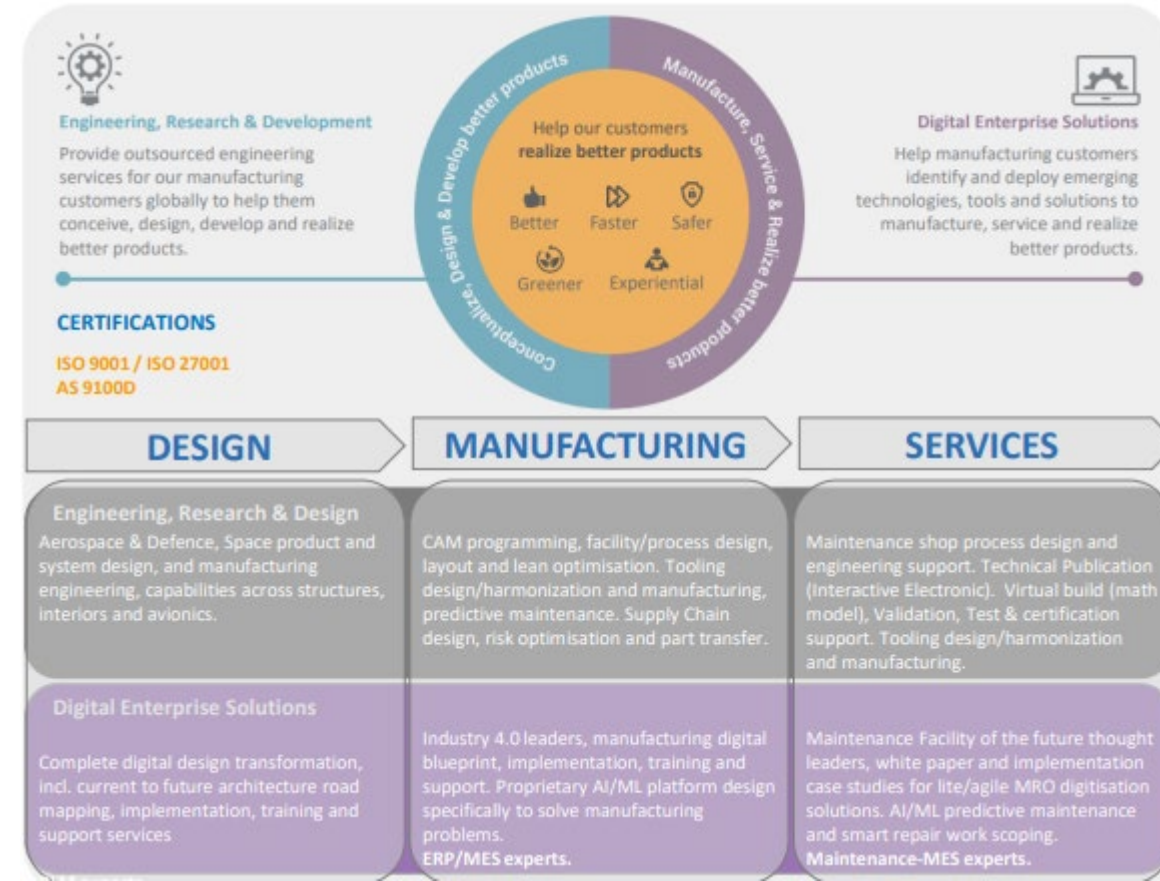 Engineering, Research & Development
Provide outsourced engineering
services for our manufacturing
customers globally to help them
conceive, design, develop and realize
better products.
Conceptualize, Design & Develop better products
Manufacture, Service & Realize better products
Help our customers
realize better products
Better Faster Safer
Greener Experiential
Digital Enterprise Solutions
Help manufacturing customers
identify and deploy emerging
technologies, tools and solutions to
manufacture, service and realize
better products.
CERTIFICATIONS
ISO 9001 / ISO 27001
AS 9100D
DESIGN
MANUFACTURING
SERVICES
Engineering, Research & Design
Aerospace & Defence, Space product and
system design, and manufacturing
engineering, capabilities across structures,
interiors and avionics.
CAM programming, facility/process design,
layout and lean optimisation. Tooling
design/harmonization and manufacturing,
predictive maintenance. Supply Chain
design, risk optimisation and part transfer.
Maintenance shop process design and
engineering support. Technical Publication
(Interactive Electronic). Virtual build (math
model), Validation, Test & certification
support. Tooling design/harmonization
and manufacturing.
Digital Enterprise Solutions
Complete digital design transformation,
incl. current to future architecture road
mapping, implementation, training and
support services
Industry 4.0 leaders, manufacturing digital
blueprint, implementation, training and
support. Proprietary AI/ML platform design
specifically to solve manufacturing
problems.
ERP/MES experts.
Maintenance Facility of the future thought
leaders, white paper and implementation
case studies for lite/agile MRO digitisation
solutions. AI/ML predictive maintenance
and smart repair work scoping.
Maintenance-MES experts.